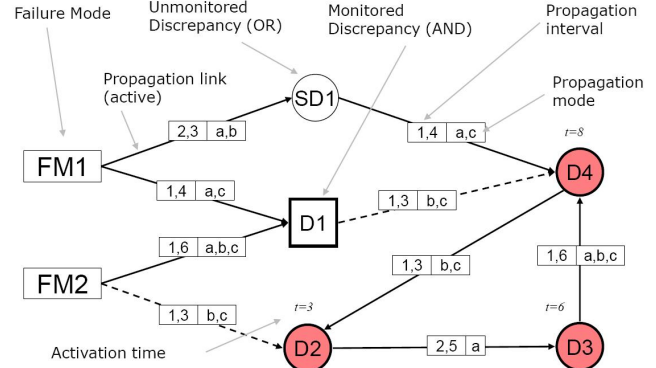 Failure Mode
Unmonitored
Discrepancy (OR)
Monitored
Discrepancy (AND)
Propagation
interval
Propagation link
(active)
Propagation
mode
SD1
2,3 a,b
1,4 a,c
t=8
FM1
D4
1,4 a,c
1,3 b,c
D1
1,6 a,b,c
1,3 b,c
1,6 a,b,c
FM2
1,3 b,c
t=3
t=6
Activation time
D2
2,5 a
D3